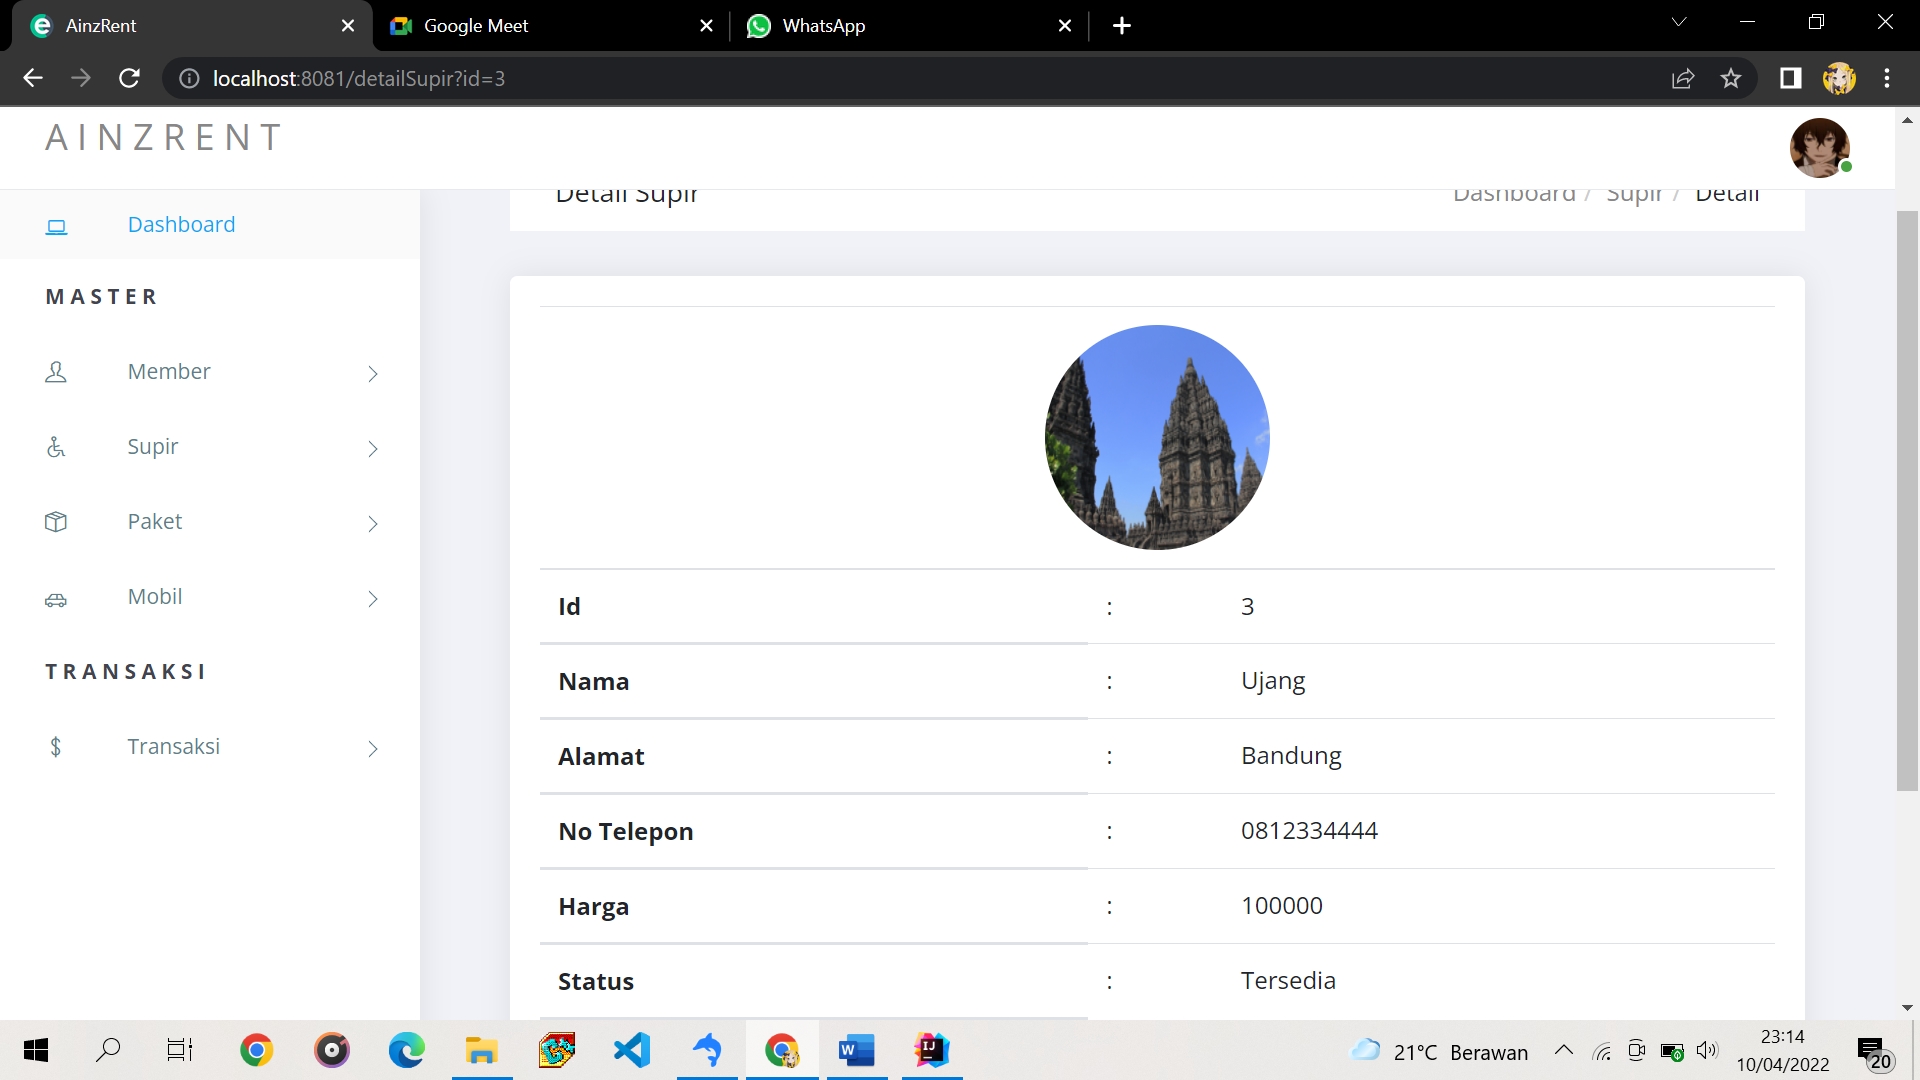 AinzRent
Google Meet
WhatsApp
localhost:8081/detailSupir?id=3
AINZRENT
Detail Supir
Dashboard / Supir / Detail
Dashboard
MASTER
Member
Supir
Paket
Mobil
TRANSAKSI
Transaksi
Id : 3
Nama : Ujang
Alamat : Bandung
No Telepon : 0812334444
Harga : 100000
Status : Tersedia
21°C Berawan
23:14
10/04/2022
20